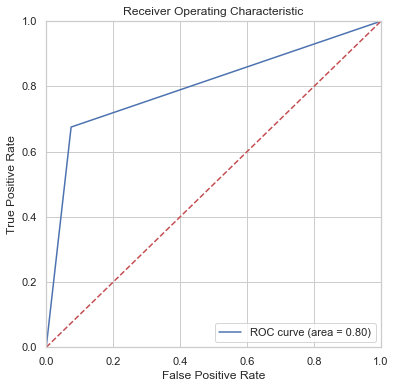 Receiver Operating Characteristic
1.0
0.8
0.6
0.4
0.2
0.0
True Positive Rate
ROC curve (area = 0.80)
0.0 0.2 0.4 0.6 0.8 1.0
False Positive Rate